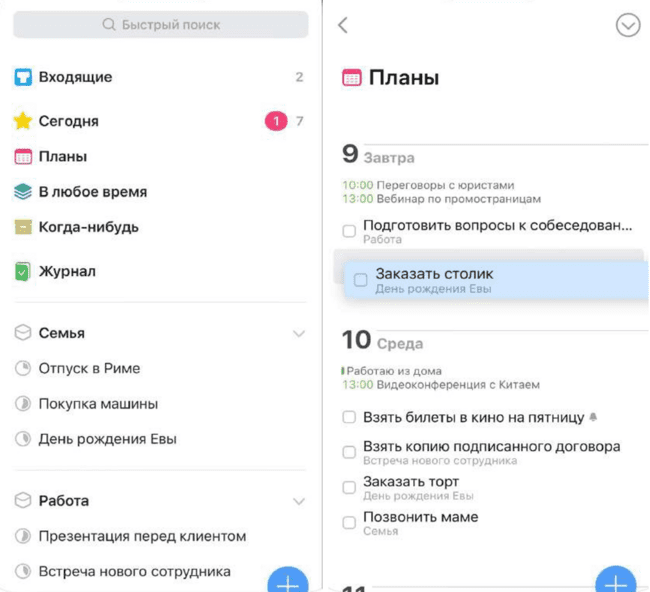 Быстрый поиск
Входящие 2
Сегодня 1 7
Планы
В любое время
Когда-нибудь
Журнал
Семья
Отпуск в Риме
Покупка машины
День рождения Евы
Работа
Презентация перед клиентом
Встреча нового сотрудника
Планы
9 Завтра
10:00 Переговоры с юристами
13:00 Вебинар по промостраницам
Подготовить вопросы к собеседован...
Работа
Заказать столик
День рождения Евы
10 Среда
Работаю из дома
13:00 Видеоконференция с Китаем
Взять билеты в кино на пятницу
Взять копию подписанного договора
Встреча нового сотрудника
Заказать торт
День рождения Евы
Позвонить маме
Семья